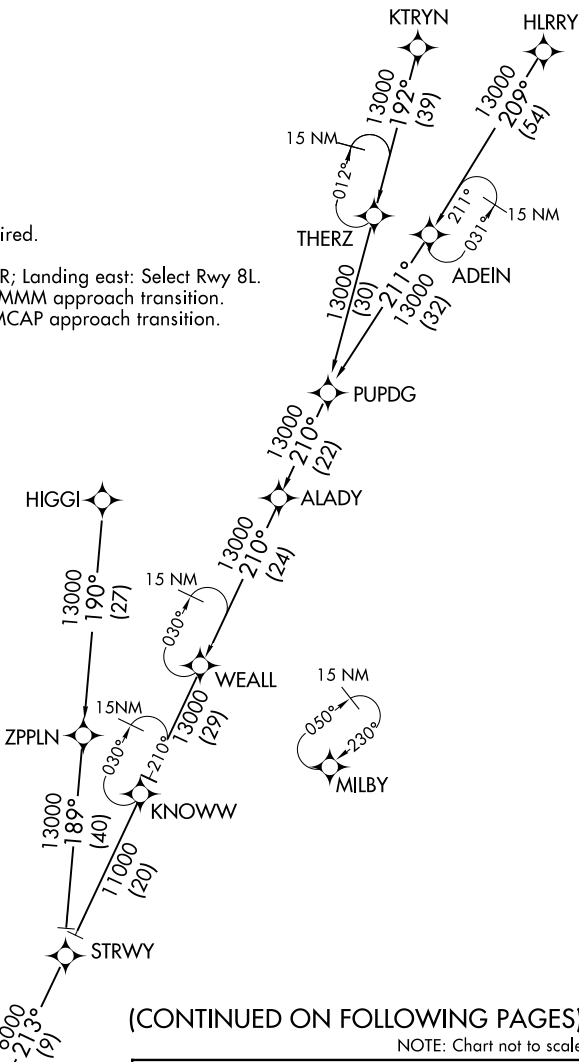 KTRYN
HLRRY
13000
192°
(39)
13000
209°
(54)
15 NM
012°
THERZ
211°
031°
15 NM
ADEIN
ired.
R; Landing east: Select Rwy 8L.
MMM approach transition.
MCAP approach transition.
13000
(30)
211°
13000
(32)
PUPDG
13000
210°
(22)
HIGGI
ALADY
13000
210°
(24)
13000
190°
(27)
15 NM
030°
WEALL
15 NM
050°
230°
MILBY
ZPPLN
15NM
030°
210°
13000
(29)
KNOWW
13000
189°
(40)
11000
(20)
STRWY
213°
(9)
(CONTINUED ON FOLLOWING PAGES)
NOTE: Chart not to scale